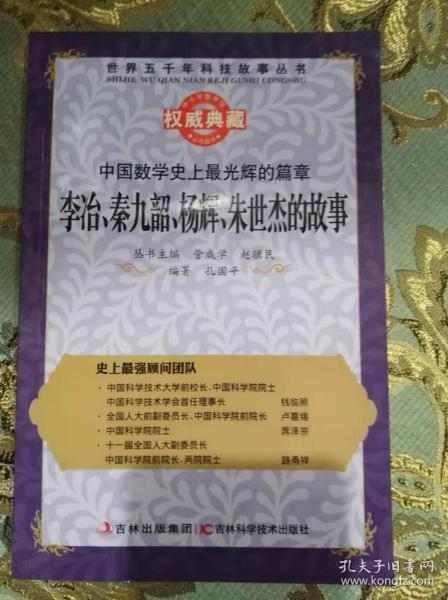 世界五千年科技故事丛书
SHIJIE WU QIAN NIAN KEJI GUSHI CONGSHU
权威典藏
中国数学史上最光辉的篇章
李冶、秦九韶、杨辉、朱世杰的故事
丛书主编 管成学 赵骥民
编著 孔国平
史上最强顾问团队
·中国科学技术大学前校长、中国科学院院士
中国科学技术学会首任理事长 钱临照
·全国人大前副委员长、中国科学院前院长 卢嘉锡
·中国科学院院士 席泽宗
·十一届全国人大副委员长
中国科学院前院长、两院院士 路甬祥
吉林出版集团 吉林科学技术出版社
孔夫子旧书网
www.kongfz.com